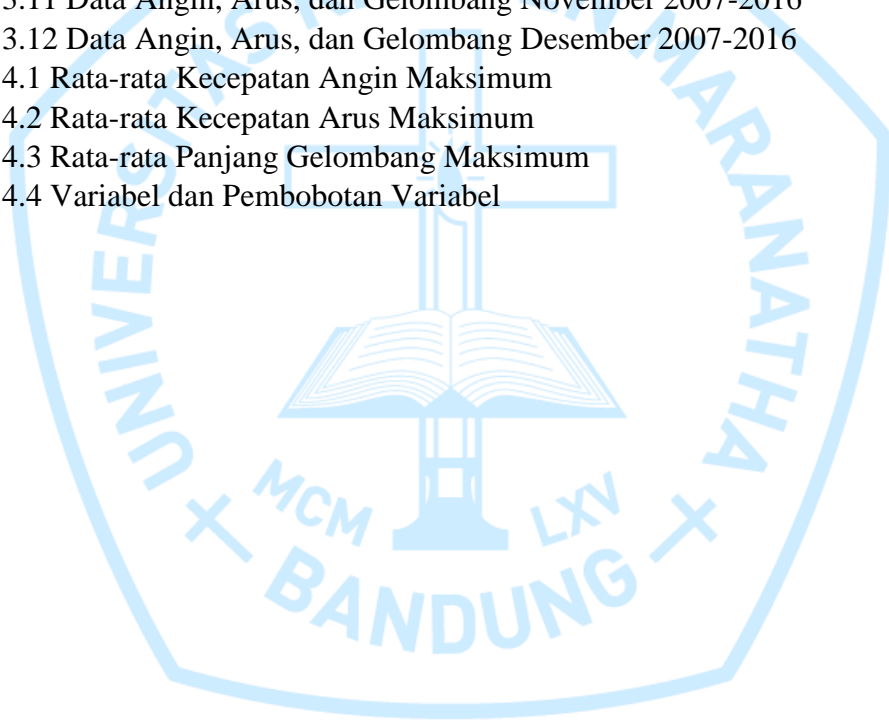 3.11 Data Angin, Arus, dan Gelombang November 2007-2016
3.12 Data Angin, Arus, dan Gelombang Desember 2007-2016
4.1 Rata-rata Kecepatan Angin Maksimum
4.2 Rata-rata Kecepatan Arus Maksimum
4.3 Rata-rata Panjang Gelombang Maksimum
4.4 Variabel dan Pembobotan Variabel
MCM LXV
BANDUNG